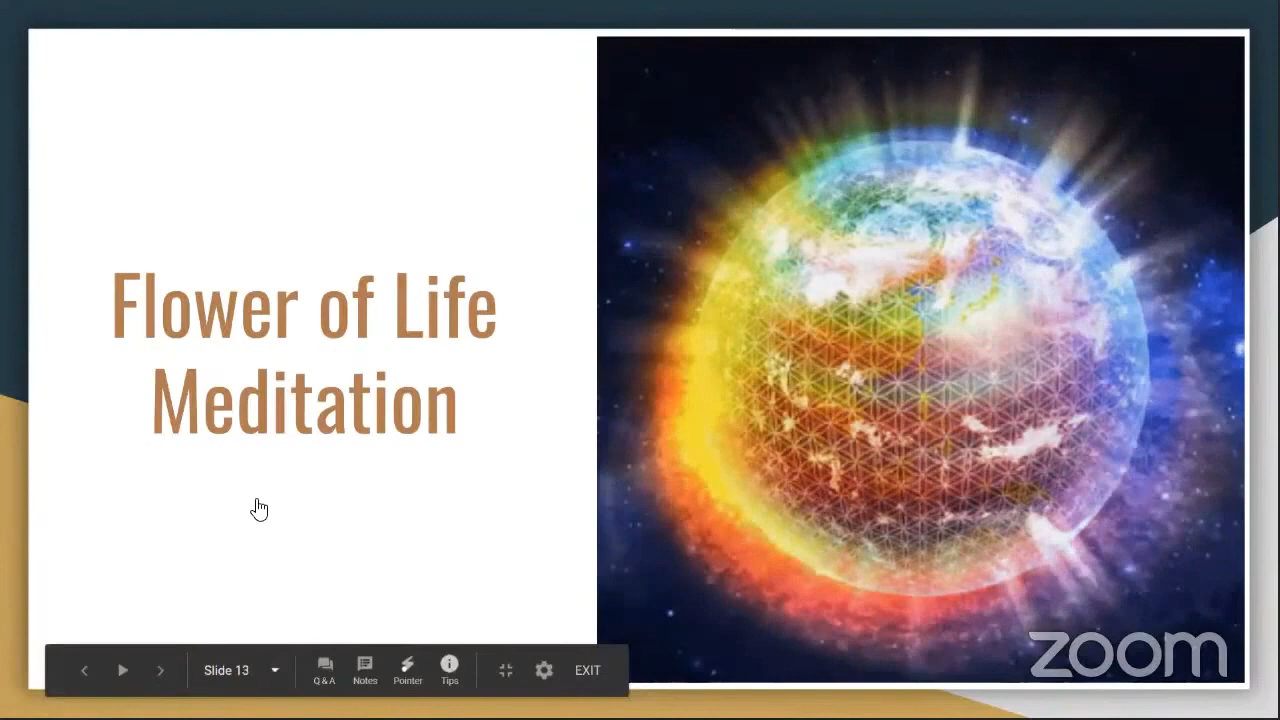 Flower of Life
Meditation
Slide 13
Q & A
Notes
Pointer
Tips
EXIT
zoom